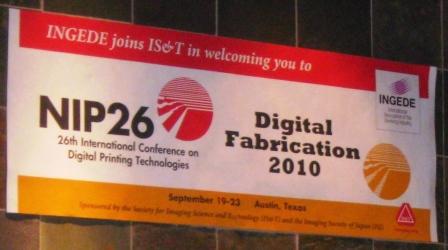 INGEDE joins IS&T in welcoming you to
INGEDE
NIP26
26th International Conference on
Digital Printing Technologies
Digital
Fabrication
2010
September 19-23 Austin, Texas
Sponsored by the Society for Imaging Science and Technology (IS&T) and the Imaging Society of Japan (ISJ)